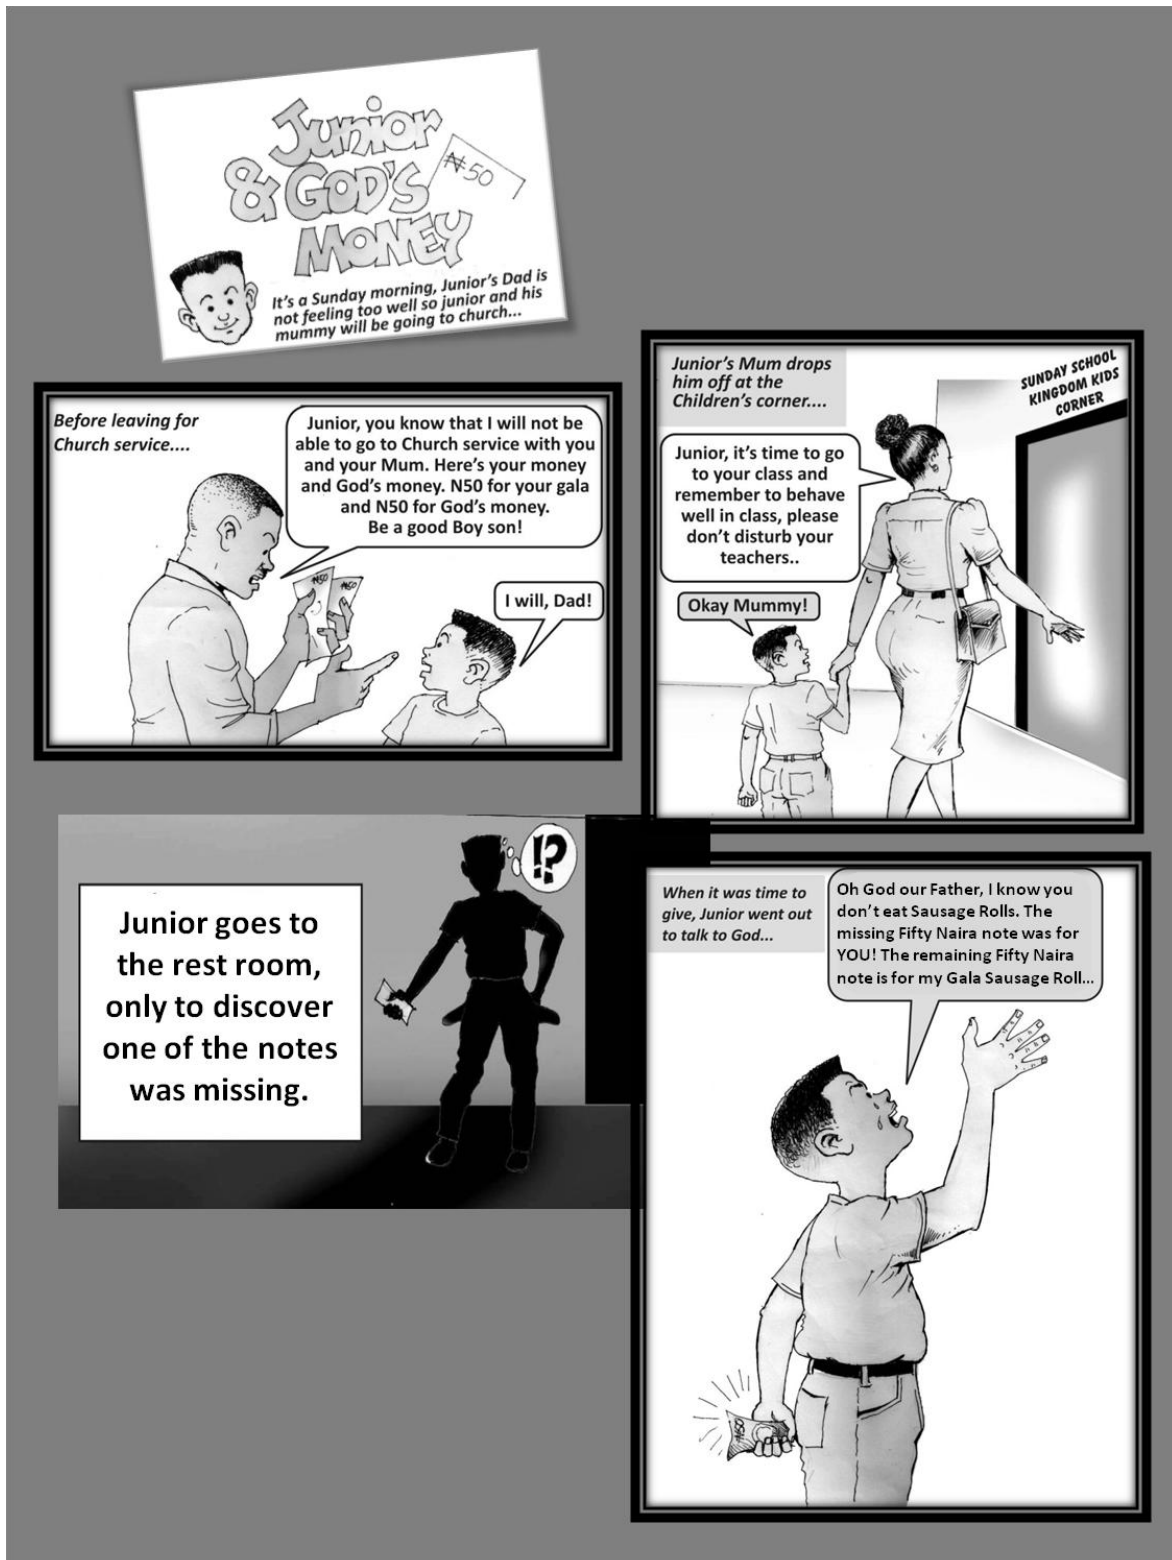 Junior
& GOD'S
MONEY
₦50
It's a Sunday morning, Junior's Dad is
not feeling too well so junior and his
mummy will be going to church...
Before leaving for
Church service....
Junior, you know that I will not be
able to go to Church service with you
and your Mum. Here's your money
and God's money. N50 for your gala
and N50 for God's money.
Be a good Boy son!
₦50
₦50
I will, Dad!
Junior's Mum drops
him off at the
Children's corner....
SUNDAY SCHOOL
KINGDOM KIDS
CORNER
Junior, it's time to go
to your class and
remember to behave
well in class, please
don't disturb your
teachers..
Okay Mummy!
!?
Junior goes to
the rest room,
only to discover
one of the notes
was missing.
When it was time to
give, Junior went out
to talk to God...
Oh God our Father, I know you
don't eat Sausage Rolls. The
missing Fifty Naira note was for
YOU! The remaining Fifty Naira
note is for my Gala Sausage Roll...
₦50